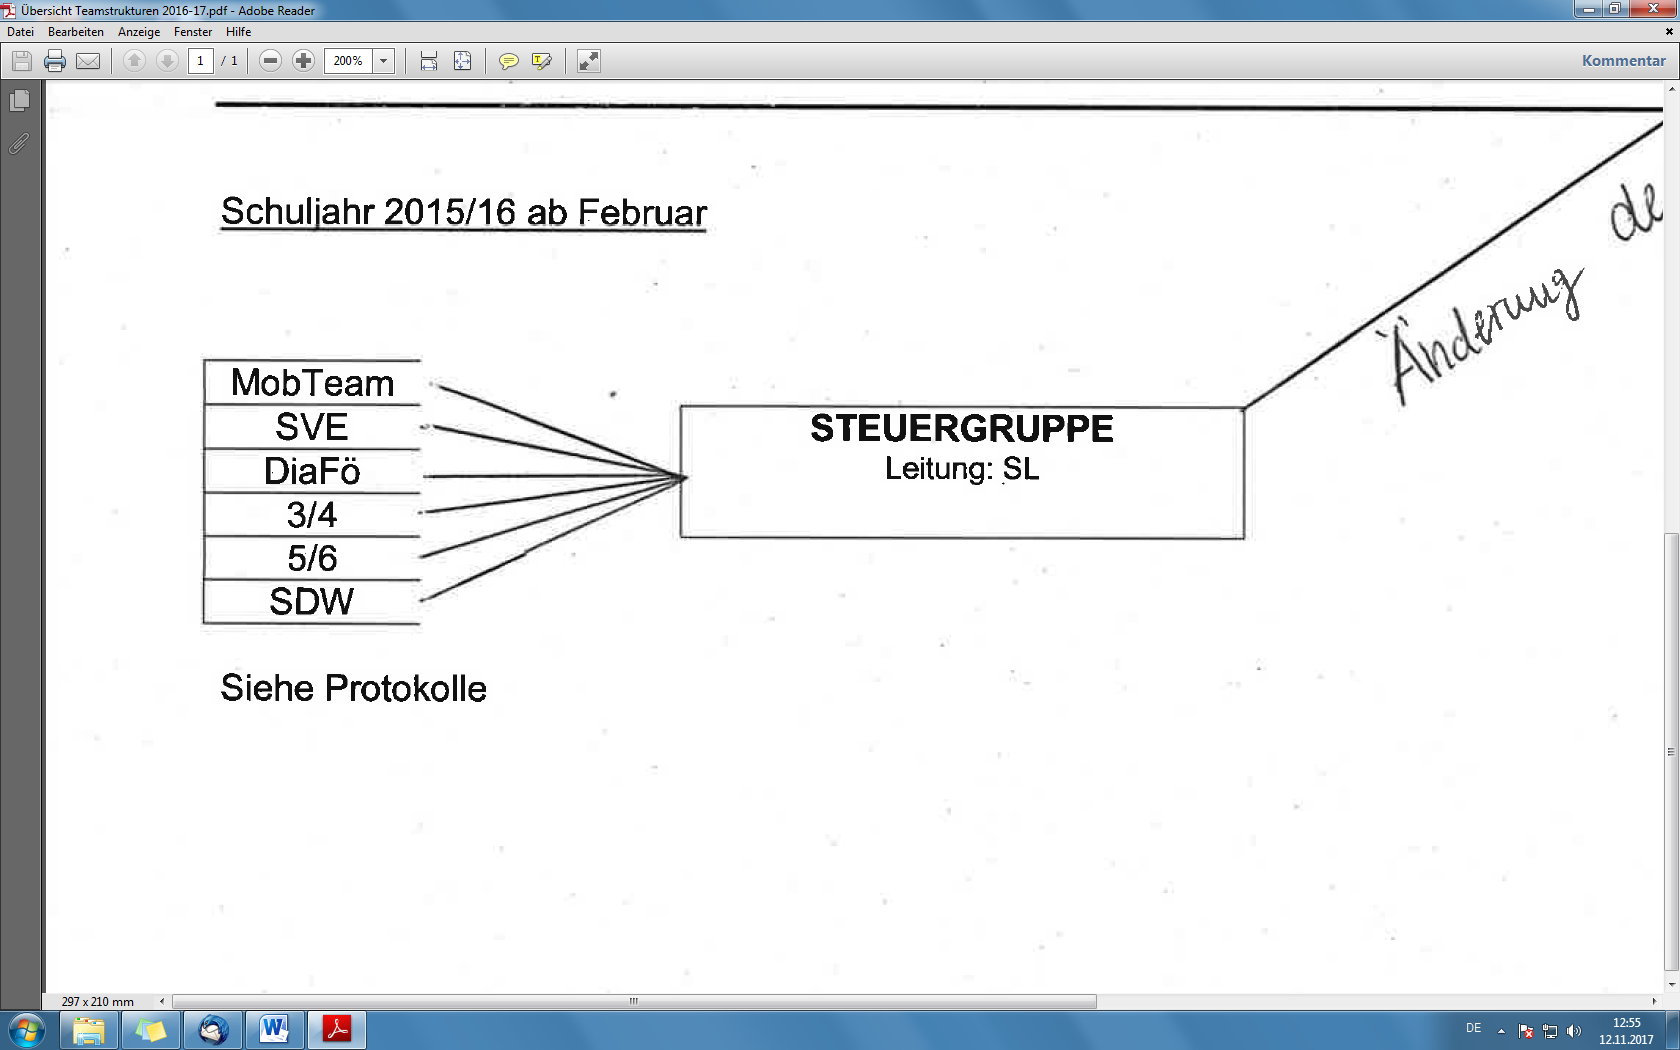 Übersicht Teamstrukturen 2016-17.pdf - Adobe Reader
Datei Bearbeiten Anzeige Fenster Hilfe
1 / 1 200% Kommentar
Schuljahr 2015/16 ab Februar
Änderung de
MobTeam
SVE
DiaFö
3/4
5/6
SDW
STEUERGRUPPE
Leitung: SL
Siehe Protokolle
297 x 210 mm
DE
12:55
12.11.2017